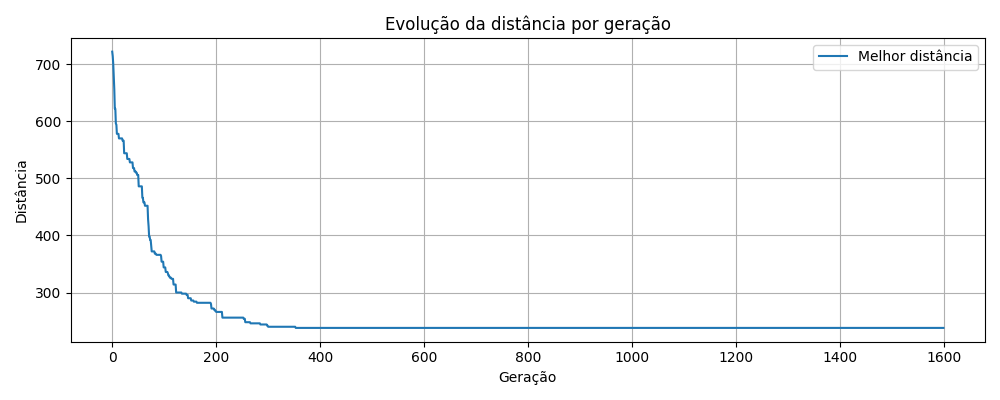 Evolução da distância por geração
Melhor distância
Distância
700
600
500
400
300
0 200 400 600 800 1000 1200 1400 1600
Geração